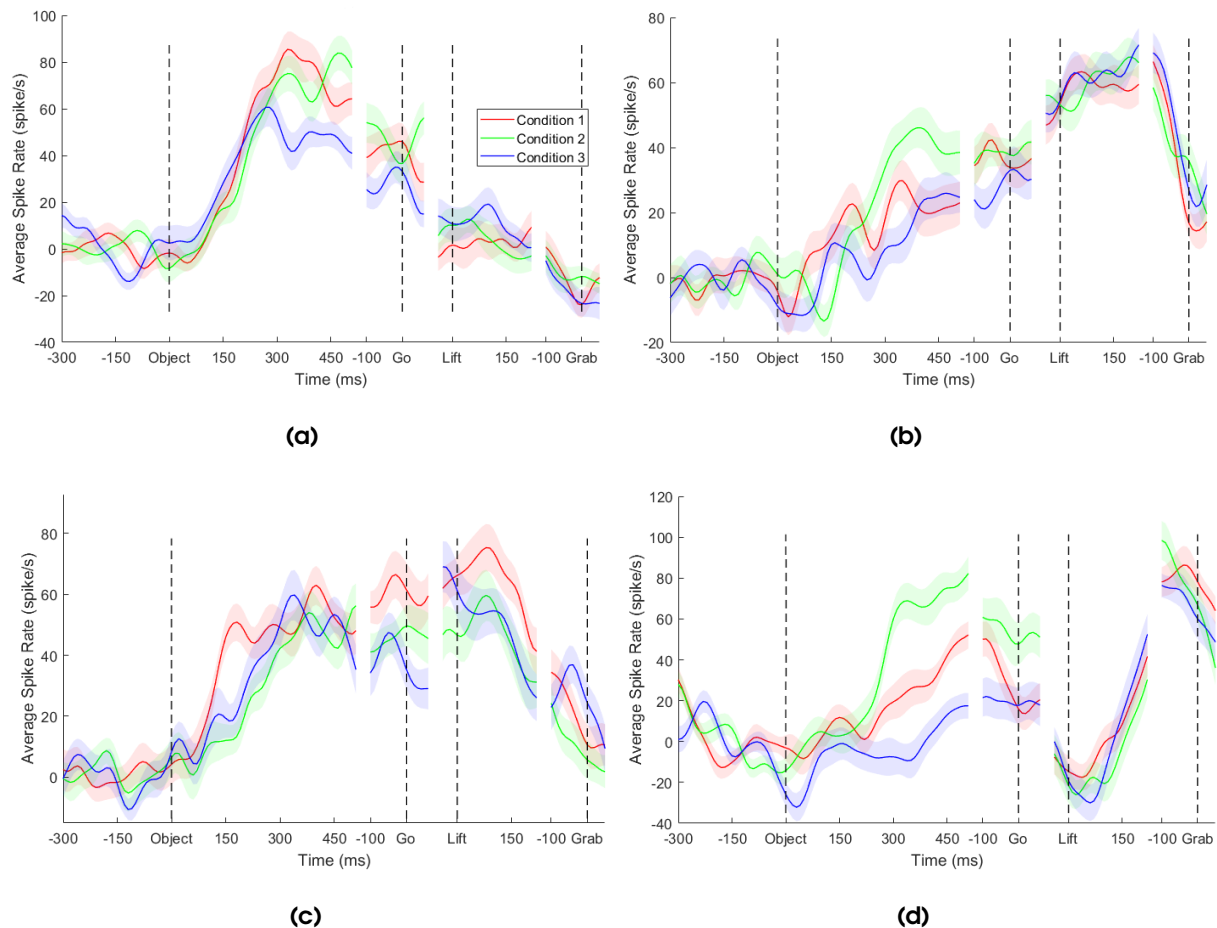 100
80
60
40
20
0
-20
-40
Average Spike Rate (spike/s)
Condition 1
Condition 2
Condition 3
-300 -150 Object 150 300 450 -100 Go Lift 150 -100 Grab
Time (ms)
(a)
80
60
40
20
0
-20
Average Spike Rate (spike/s)
-300 -150 Object 150 300 450 -100 Go Lift 150 -100 Grab
Time (ms)
(b)
80
60
40
20
0
Average Spike Rate (spike/s)
-300 -150 Object 150 300 450 -100 Go Lift 150 -100 Grab
Time (ms)
(c)
120
100
80
60
40
20
0
-20
-40
Average Spike Rate (spike/s)
-300 -150 Object 150 300 450 -100 Go Lift 150 -100 Grab
Time (ms)
(d)